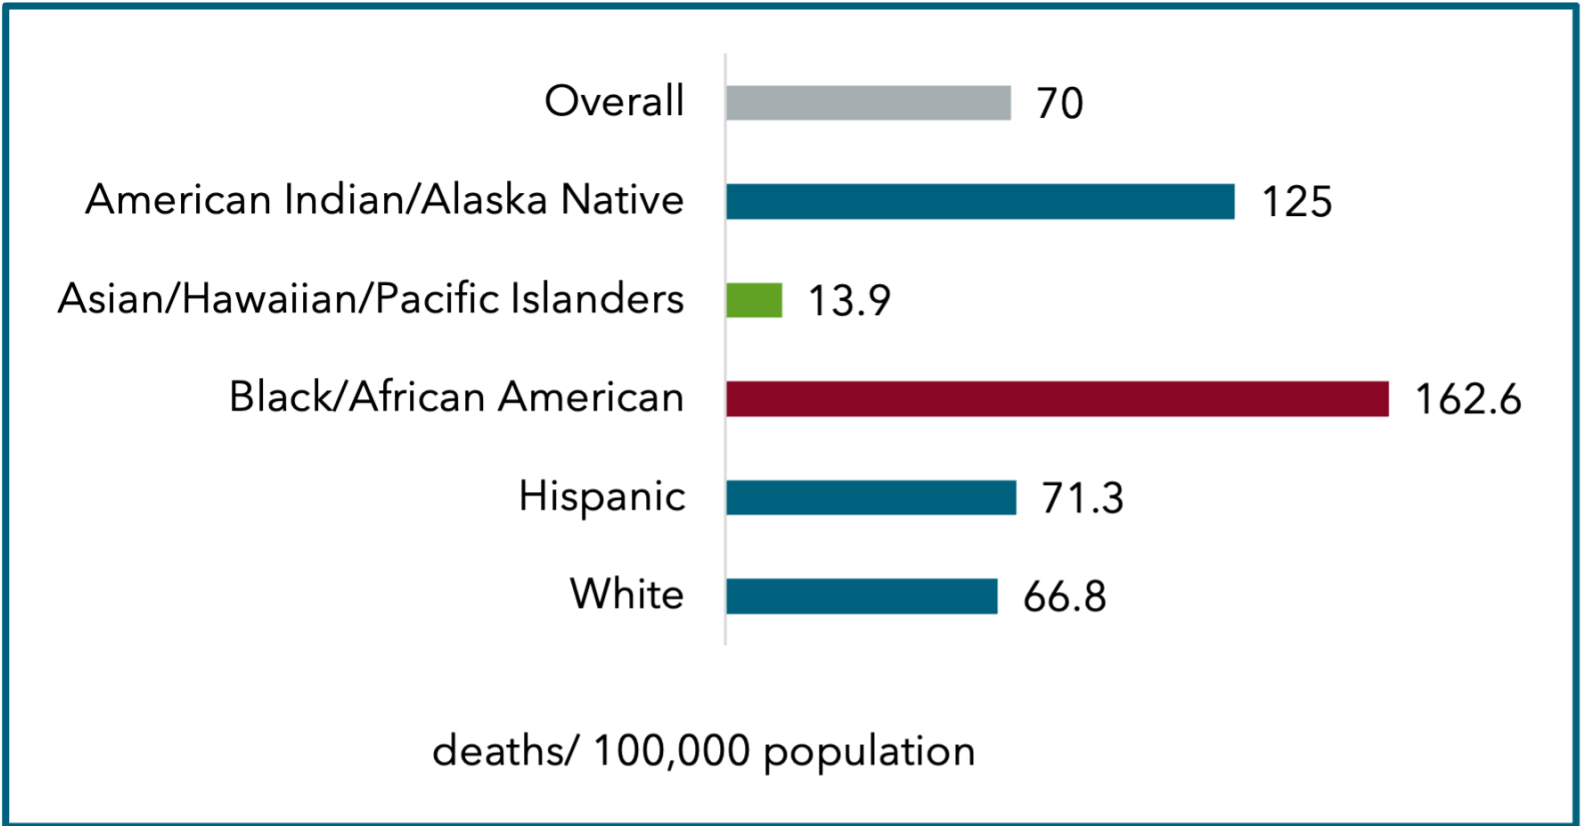 Overall 70
American Indian/Alaska Native 125
Asian/Hawaiian/Pacific Islanders 13.9
Black/African American 162.6
Hispanic 71.3
White 66.8
deaths/ 100,000 population